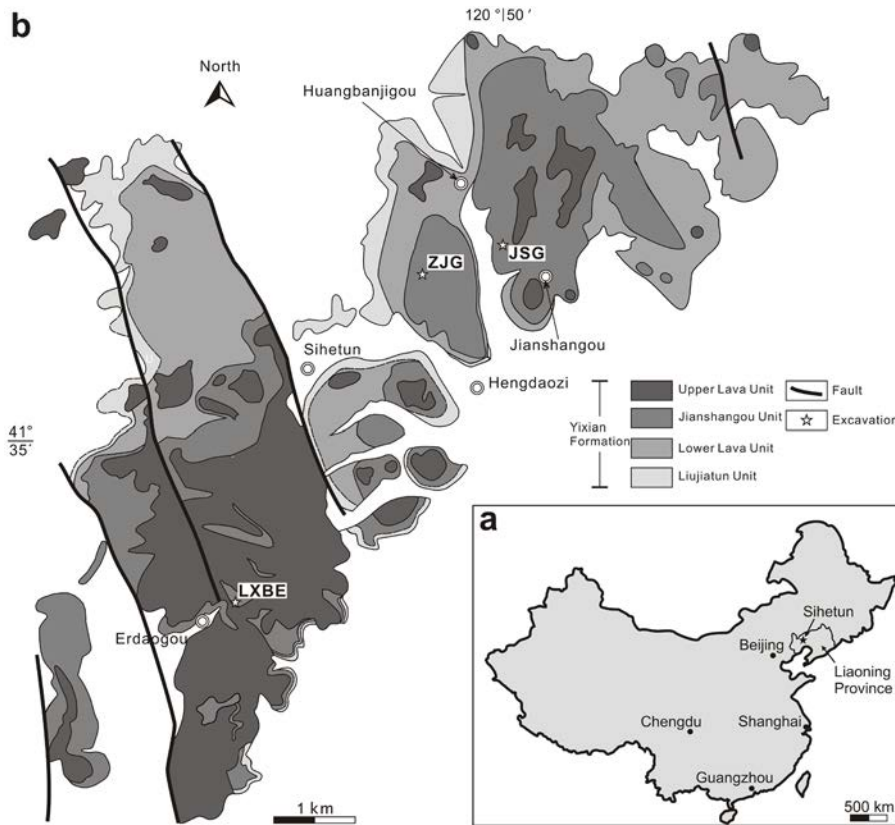 b
120 °| 50 ′
North
Huangbanjigou
ZJG
JSG
Jianshangou
Sihetun
Hengdaozi
41°
35′
Yixian
Formation
Upper Lava Unit
Jianshangou Unit
Lower Lava Unit
Liujiatun Unit
Fault
Excavation
LXBE
Erdaogou
1 km
a
Sihetun
Beijing
Liaoning
Province
Chengdu
Shanghai
Guangzhou
500 km